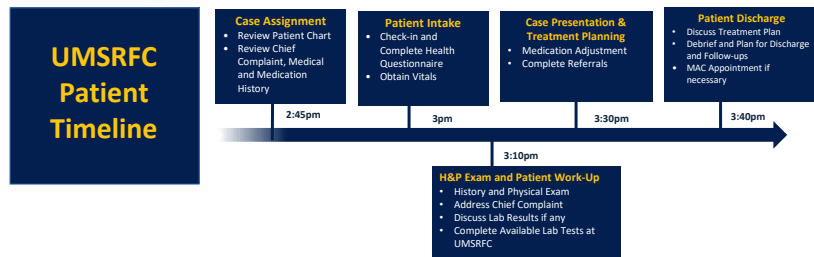 UMSRFC
Patient
Timeline
Case Assignment
• Review Patient Chart
• Review Chief
Complaint, Medical
and Medication
History
2:45pm
Patient Intake
• Check-in and
Complete Health
Questionnaire
• Obtain Vitals
3pm
H&P Exam and Patient Work-Up
• History and Physical Exam
• Address Chief Complaint
• Discuss Lab Results if any
• Complete Available Lab Tests at
UMSRFC
3:10pm
Case Presentation &
Treatment Planning
• Medication Adjustment
• Complete Referrals
3:30pm
Patient Discharge
• Discuss Treatment Plan
• Debrief and Plan for Discharge
and Follow-ups
• MAC Appointment if
necessary
3:40pm